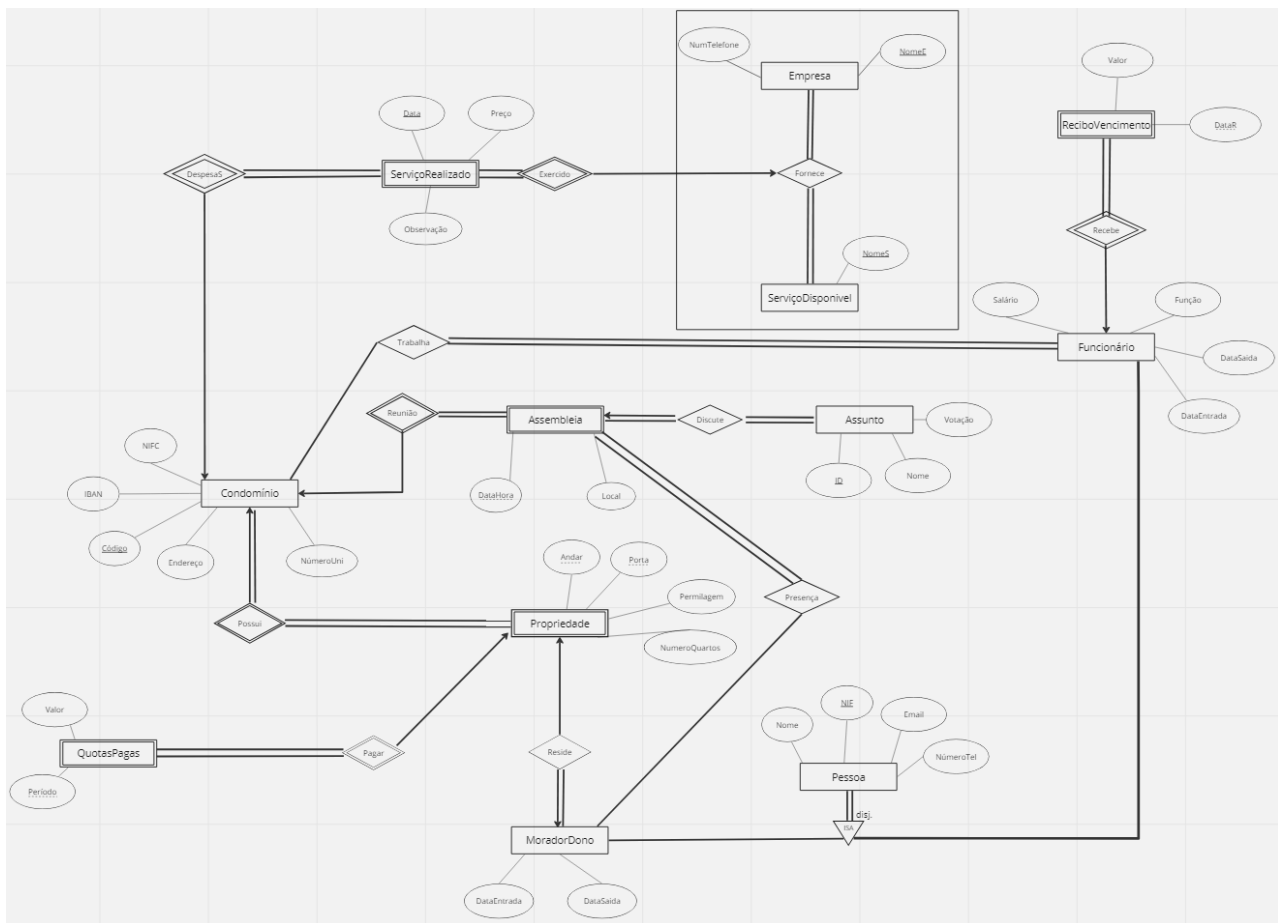 NumTelefone
NomeE
Empresa
Valor
ReciboVencimento
DataR
Data
Preço
DespesaS
ServiçoRealizado
Exercido
Fornece
Observação
Recebe
NomeS
ServiçoDisponivel
Salário
Função
Trabalha
Funcionário
DataSaida
Reunião
Assembleia
Discute
Assunto
Votação
DataEntrada
NIFC
IBAN
Condomínio
DataHora
Local
ID
Nome
Código
Endereço
NúmeroUni
Andar
Porta
Permilagem
Presença
Possui
Propriedade
NumeroQuartos
Valor
NIF
Nome
Email
QuotasPagas
Pagar
Reside
NúmeroTel
Pessoa
Período
disj.
ISA
MoradorDono
DataEntrada
DataSaida